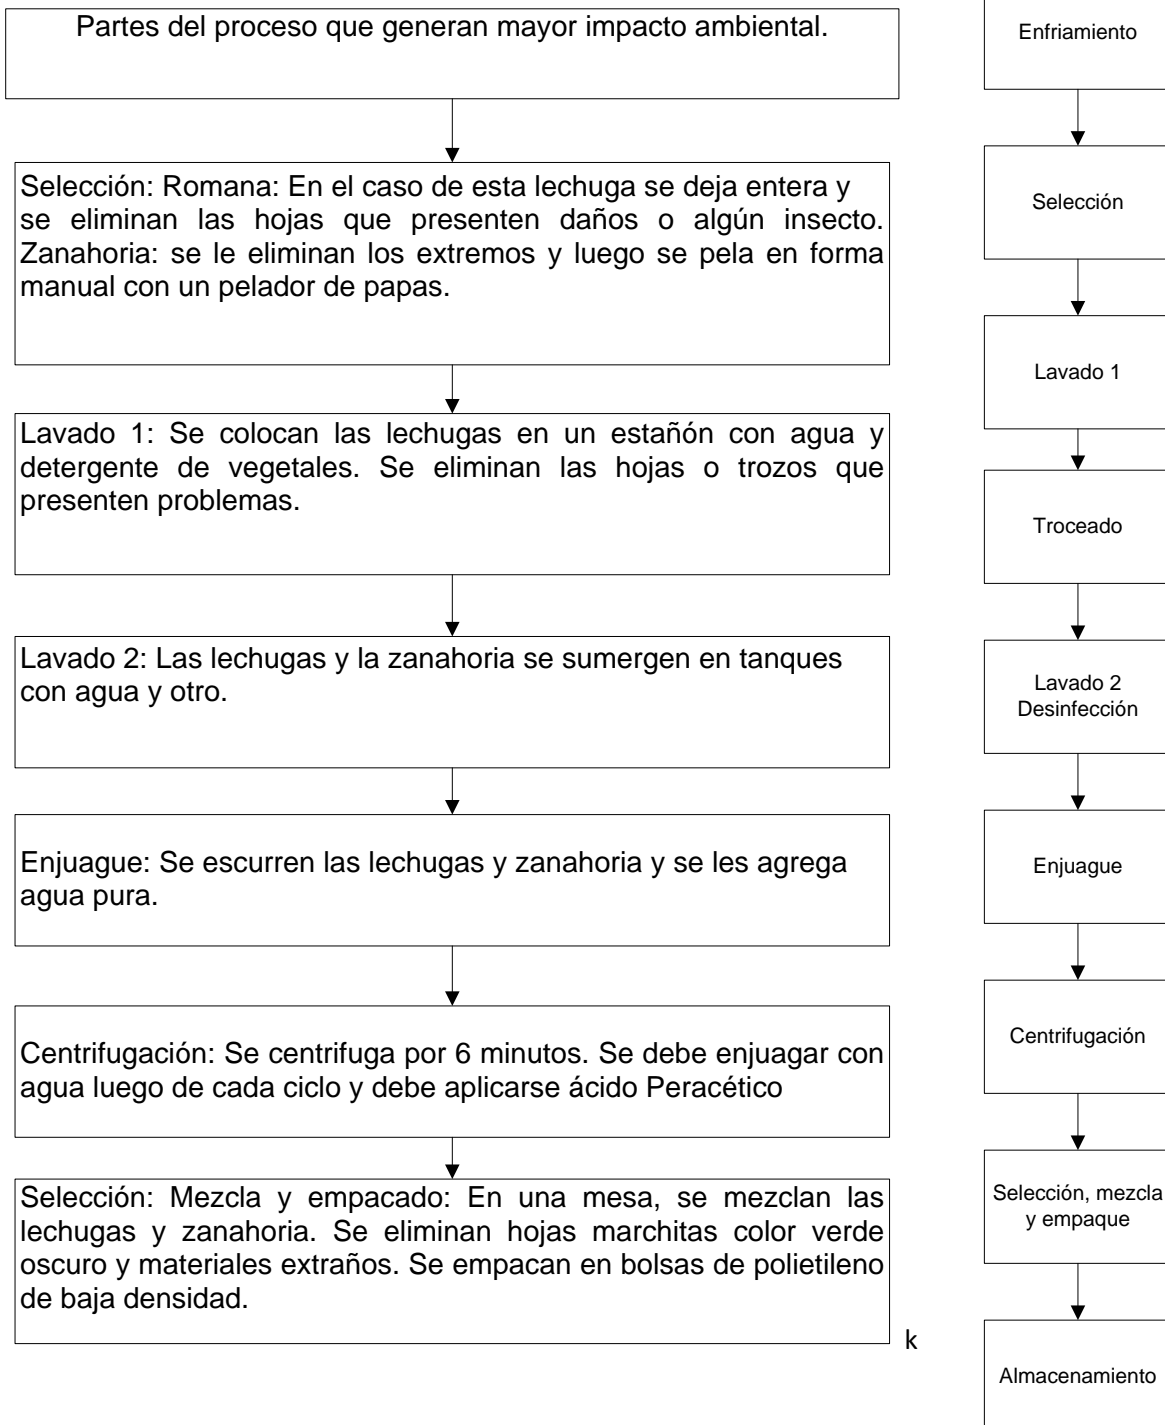 Partes del proceso que generan mayor impacto ambiental.
Selección: Romana: En el caso de esta lechuga se deja entera y
se eliminan las hojas que presenten daños o algún insecto.
Zanahoria: se le eliminan los extremos y luego se pela en forma
manual con un pelador de papas.
Lavado 1: Se colocan las lechugas en un estañón con agua y
detergente de vegetales. Se eliminan las hojas o trozos que
presenten problemas.
Lavado 2: Las lechugas y la zanahoria se sumergen en tanques
con agua y otro.
Enjuague: Se escurren las lechugas y zanahoria y se les agrega
agua pura.
Centrifugación: Se centrifuga por 6 minutos. Se debe enjuagar con
agua luego de cada ciclo y debe aplicarse ácido Peracético
Selección: Mezcla y empacado: En una mesa, se mezclan las
lechugas y zanahoria. Se eliminan hojas marchitas color verde
oscuro y materiales extraños. Se empacan en bolsas de polietileno
de baja densidad.
k
Enfriamiento
Selección
Lavado 1
Troceado
Lavado 2
Desinfección
Enjuague
Centrifugación
Selección, mezcla
y empaque
Almacenamiento